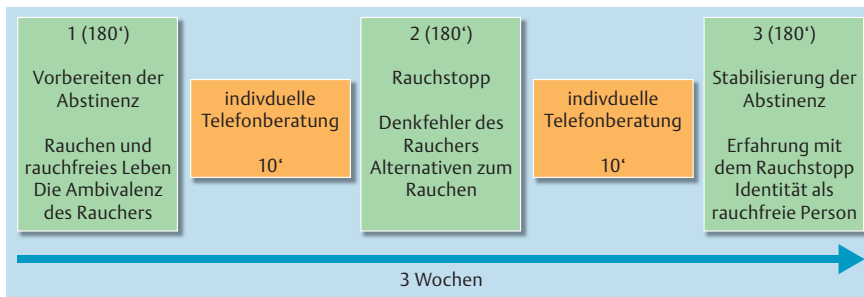 1 (180‘)
Vorbereiten der
Abstinenz
Rauchen und
rauchfreies Leben
Die Ambivalenz
des Rauchers
indivduelle
Telefonberatung
10‘
2 (180‘)
Rauchstopp
Denkfehler des
Rauchers
Alternativen zum
Rauchen
indivduelle
Telefonberatung
10‘
3 (180‘)
Stabilisierung der
Abstinenz
Erfahrung mit
dem Rauchstopp
Identität als
rauchfreie Person
3 Wochen